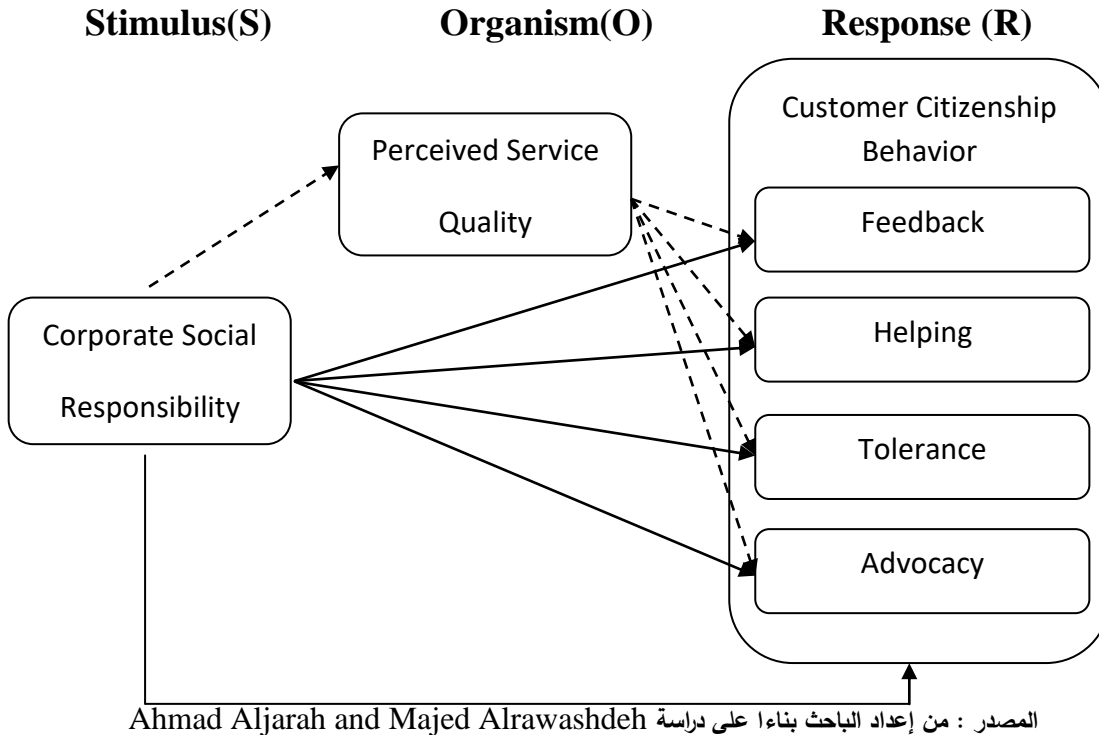 Stimulus(S) Organism(O) Response (R)
Customer Citizenship
Behavior
Perceived Service
Quality
Feedback
Corporate Social
Responsibility
Helping
Tolerance
Advocacy
المصدر : من إعداد الباحث بناءا على دراسة Ahmad Aljarah and Majed Alrawashdeh